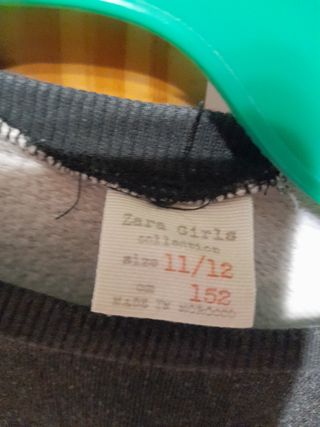 Zara Girls
collection
size 11/12
cm 152
MADE IN MOROCCO